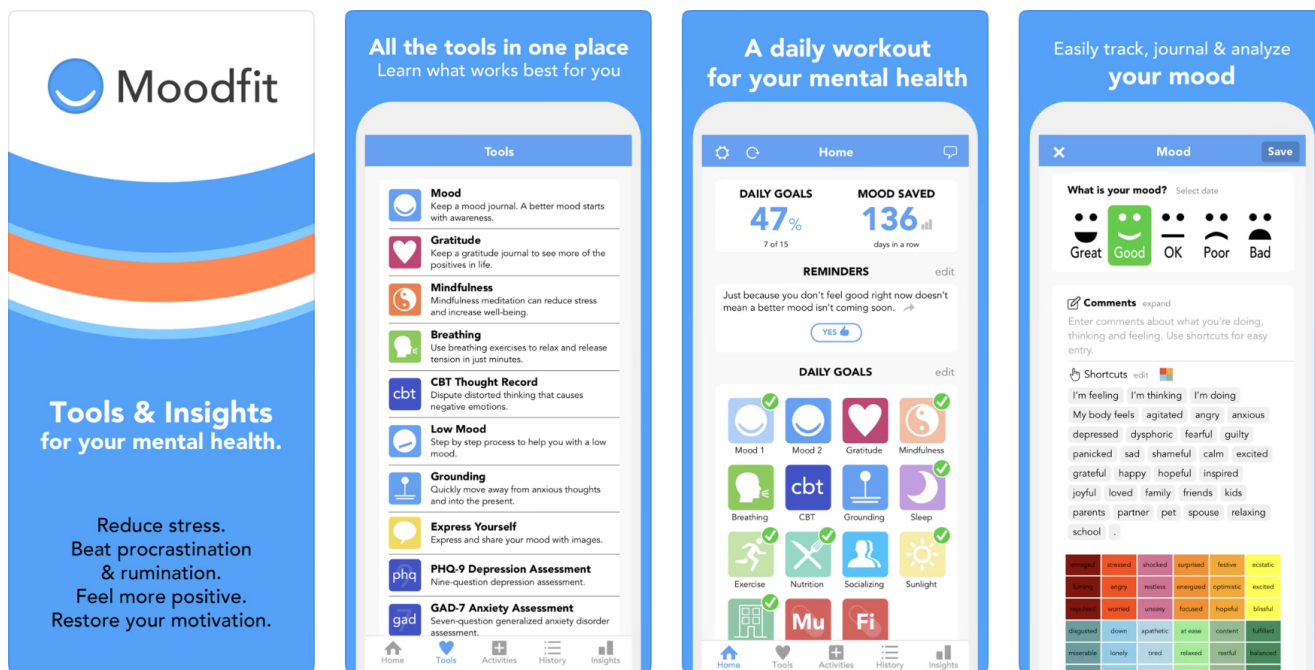 Moodfit
Tools & Insights
for your mental health.
Reduce stress.
Beat procrastination
& rumination.
Feel more positive.
Restore your motivation.
All the tools in one place
Learn what works best for you
Tools
Mood
Keep a mood journal. A better mood starts
with awareness.
Gratitude
Keep a gratitude journal to see more of the
positives in life.
Mindfulness
Mindfulness meditation can reduce stress
and increase well-being.
Breathing
Use breathing exercises to relax and release
tension in just minutes.
cbt
CBT Thought Record
Dispute distorted thinking that causes
negative emotions.
Low Mood
Step by step process to help you with a low
mood.
Grounding
Quickly move away from anxious thoughts
and into the present.
Express Yourself
Express and share your mood with images.
phq
PHQ-9 Depression Assessment
Nine-question depression assessment.
gad
GAD-7 Anxiety Assessment
Seven-question generalized anxiety disorder
assessment.
Home Tools Activities History Insights
A daily workout
for your mental health
Home
DAILY GOALS MOOD SAVED
47% 136
7 of 15 days in a row
REMINDERS edit
Just because you don't feel good right now doesn't
mean a better mood isn't coming soon.
YES
DAILY GOALS edit
Mood 1 Mood 2 Gratitude Mindfulness
cbt
Breathing CBT Grounding Sleep
Exercise Nutrition Socializing Sunlight
Mu Fi
Home Tools Activities History Insights
Easily track, journal & analyze
your mood
Mood Save
What is your mood? Select date
Great Good OK Poor Bad
Comments expand
Enter comments about what you're doing,
thinking and feeling. Use shortcuts for easy
entry.
Shortcuts edit
I'm feeling I'm thinking I'm doing
My body feels agitated angry anxious
depressed dysphoric fearful guilty
panicked sad shameful calm excited
grateful happy hopeful inspired
joyful loved family friends kids
parents partner pet spouse relaxing
school .
enraged stressed shocked surprised festive ecstatic
fuming angry restless energized optimistic excited
repulsed worried uneasy focused hopeful blissful
disgusted down apathetic at ease content fulfilled
miserable lonely tired relaxed restful balanced